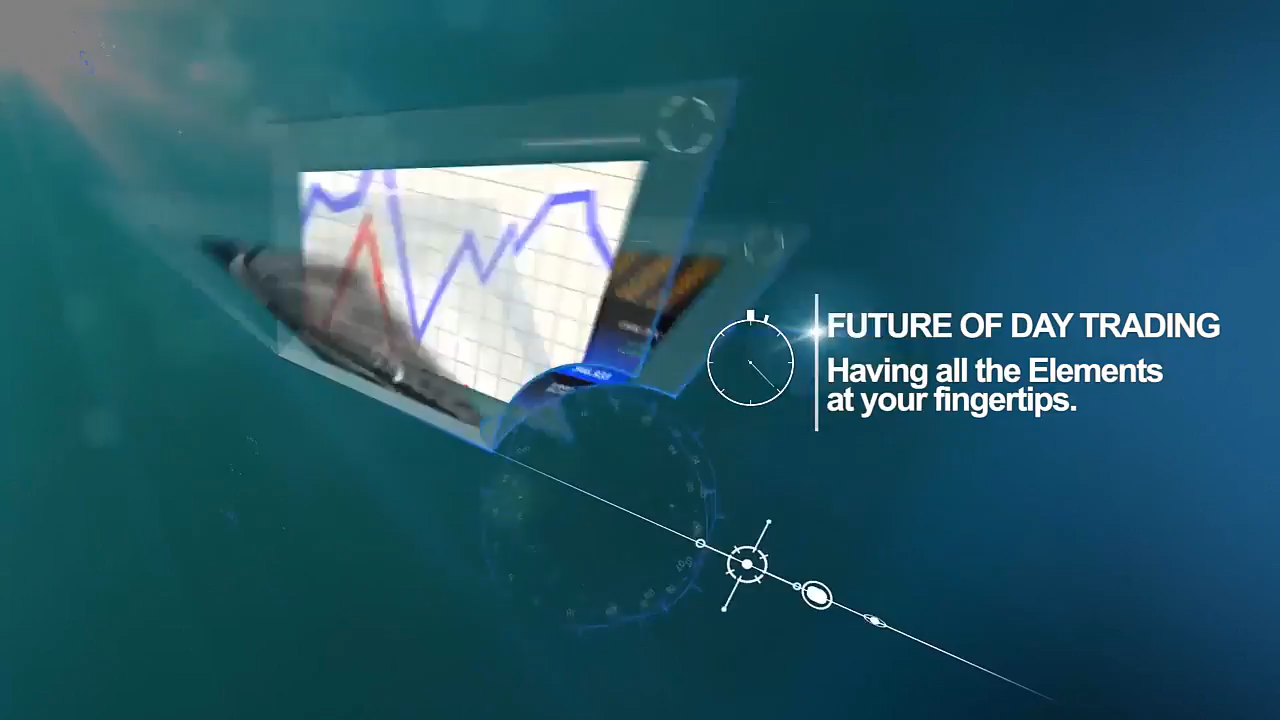 FUTURE OF DAY TRADING
Having all the Elements
at your fingertips.